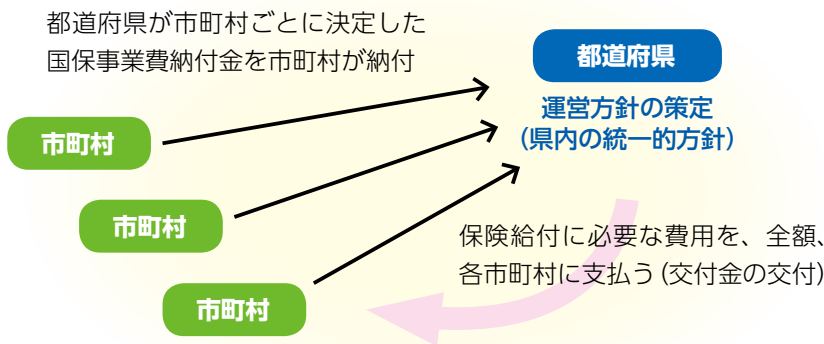 都道府県が市町村ごとに決定した
国保事業費納付金を市町村が納付
都道府県
運営方針の策定
（県内の統一的方針）
市町村
市町村
市町村
保険給付に必要な費用を、全額、
各市町村に支払う（交付金の交付）